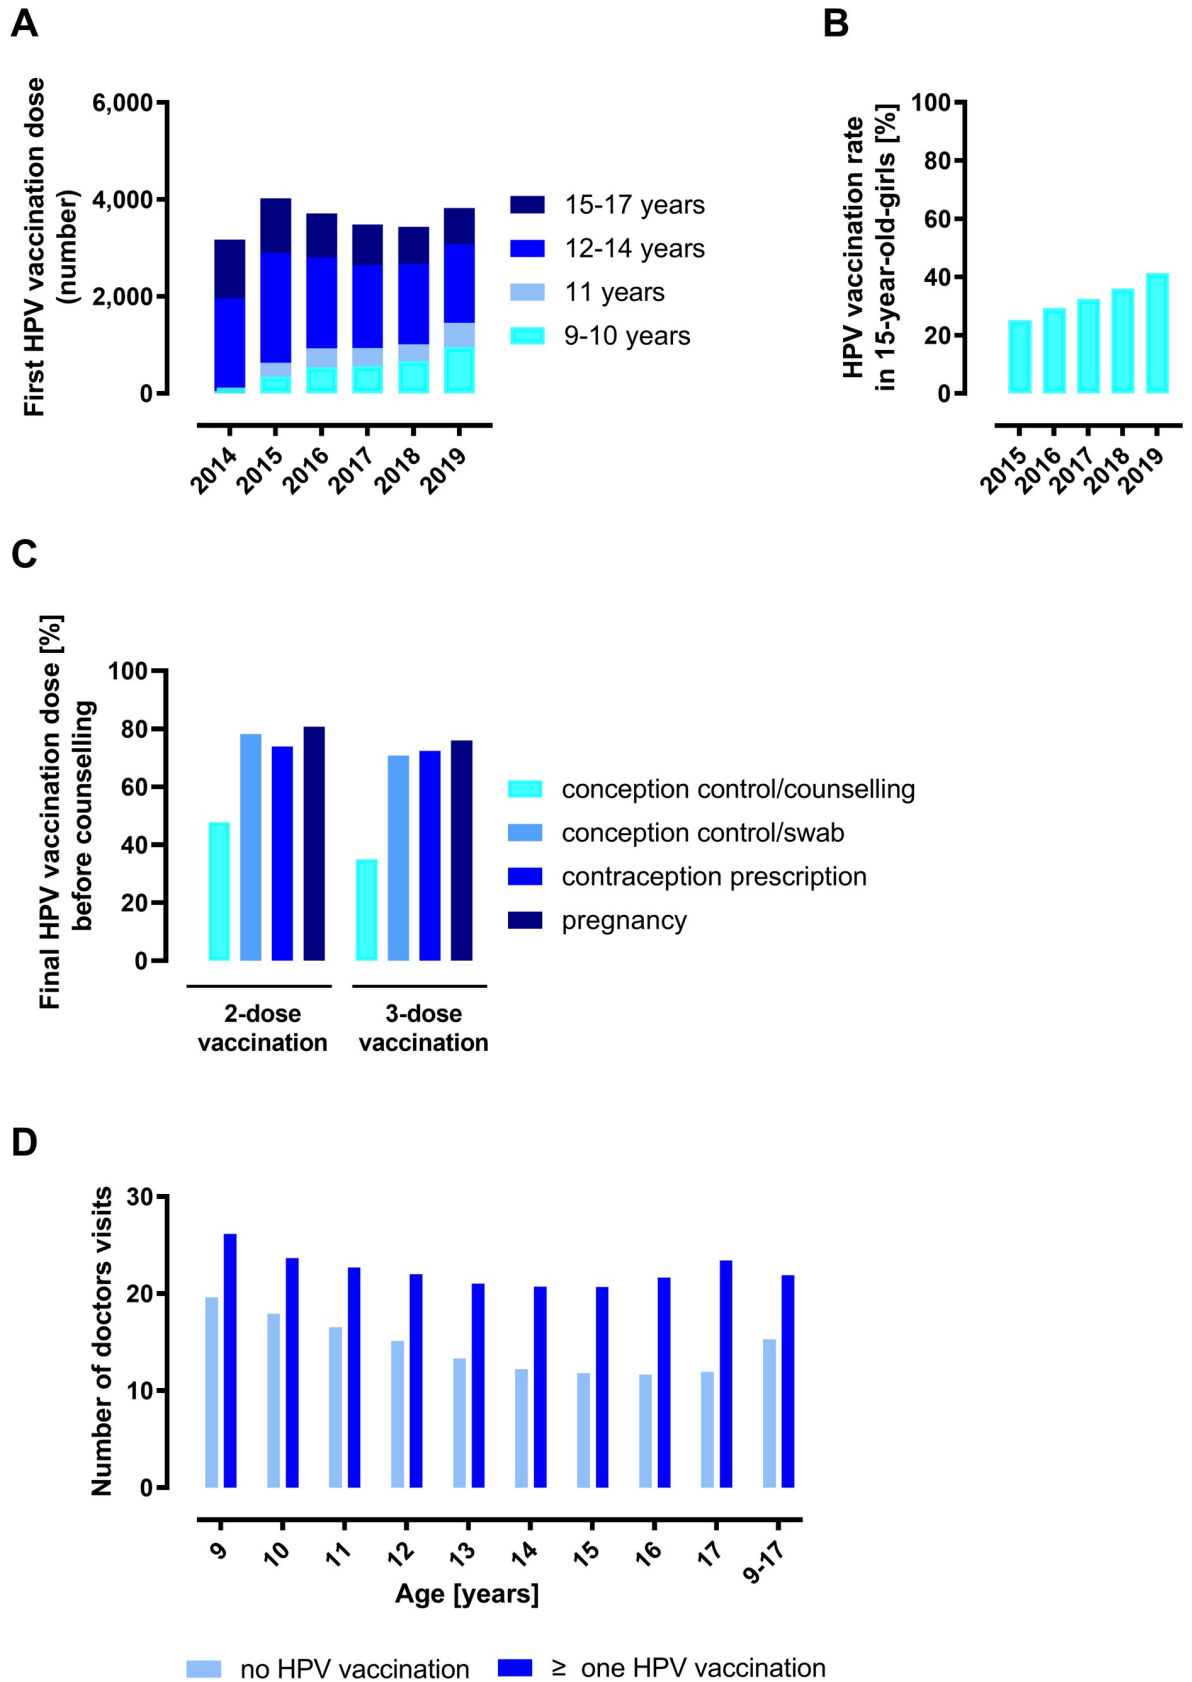 A
First HPV vaccination dose
(number)
6,000
4,000
2,000
0
2014
2015
2016
2017
2018
2019
15-17 years
12-14 years
11 years
9-10 years
B
HPV vaccination rate
in 15-year-old-girls [%]
100
80
60
40
20
0
2015
2016
2017
2018
2019
C
Final HPV vaccination dose [%]
before counselling
100
80
60
40
20
0
2-dose
vaccination
3-dose
vaccination
conception control/counselling
conception control/swab
contraception prescription
pregnancy
D
Number of doctors visits
30
20
10
0
9
10
11
12
13
14
15
16
17
9-17
Age [years]
no HPV vaccination
≥ one HPV vaccination